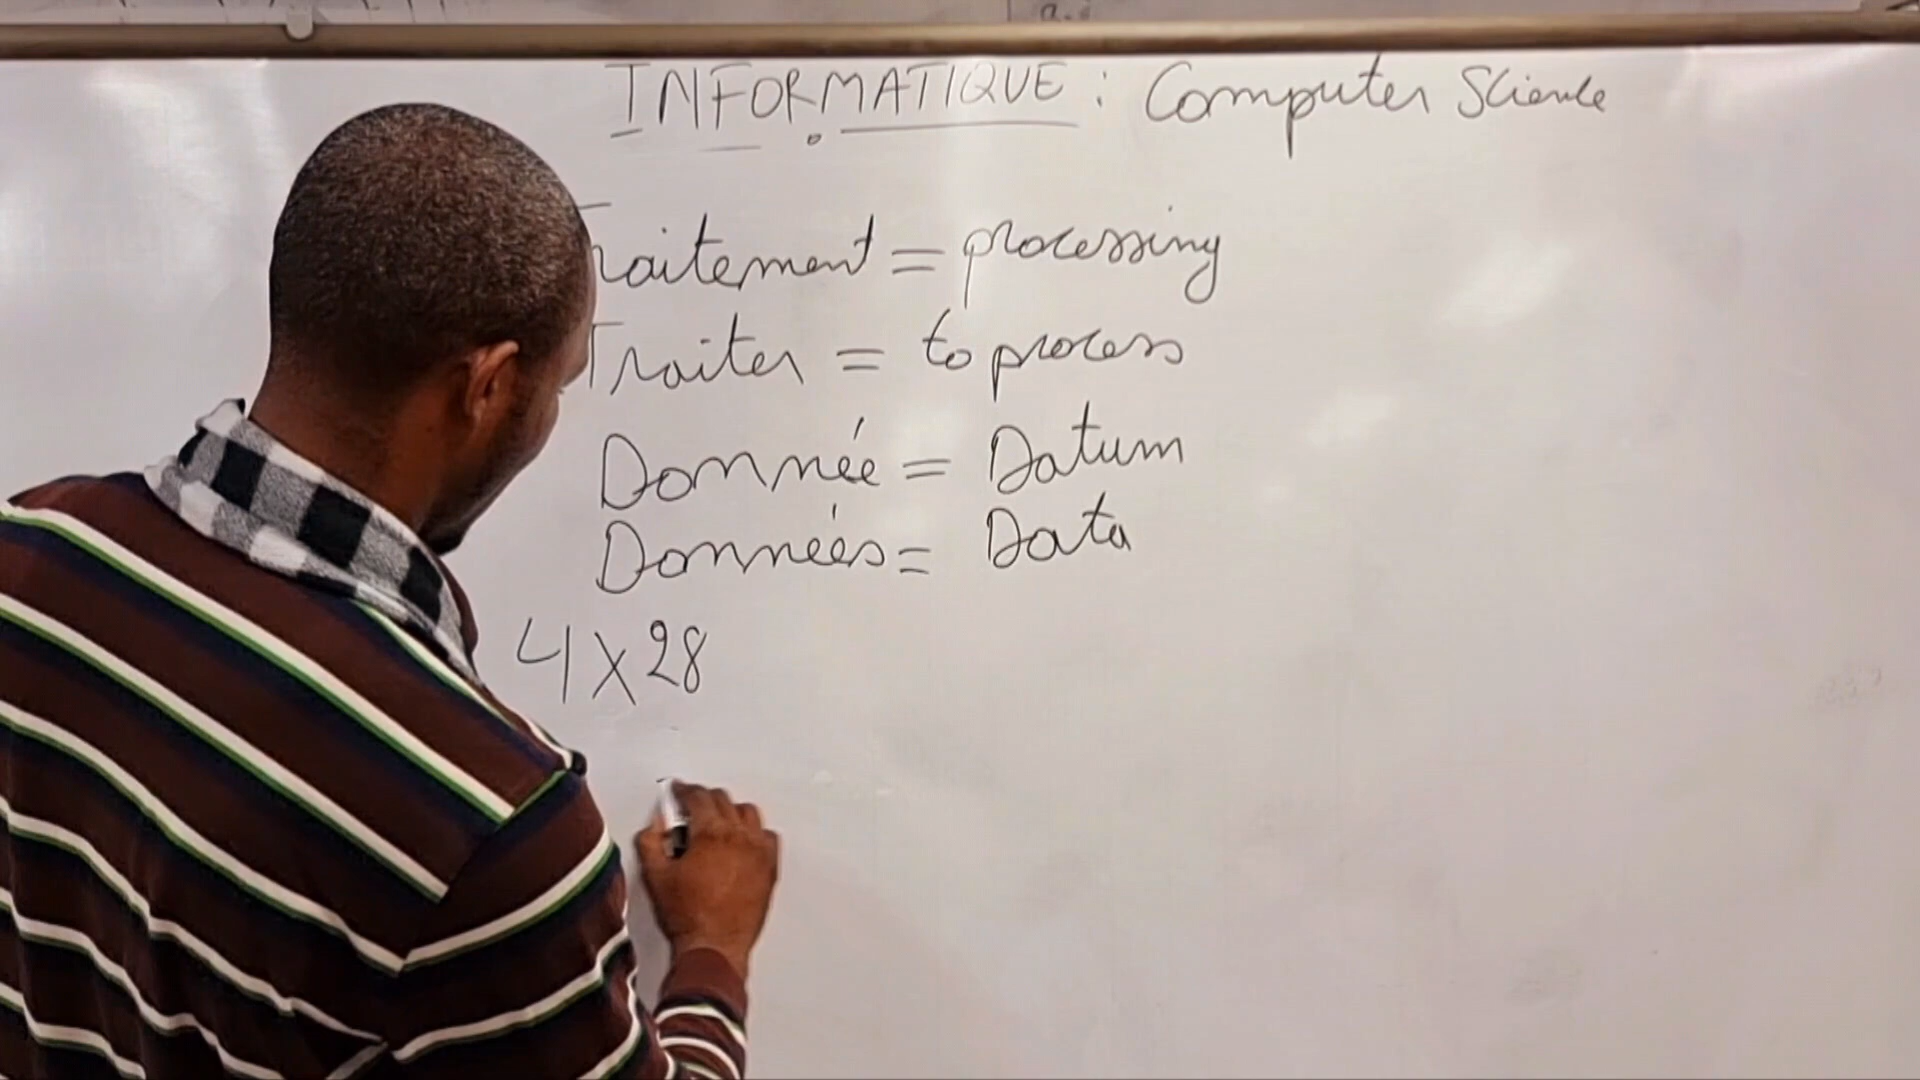 INFORMATIQUE : Computer Science
Traitement = processing
Traiter = to process
Donnée = Datum
Données = Data
4 X 28